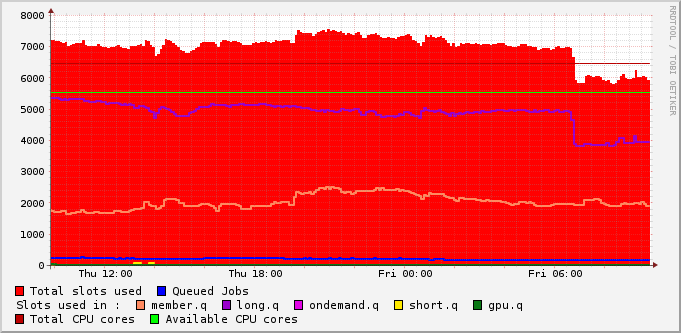 RRDTOOL / TOBI OETIKER
8000
7000
6000
5000
4000
3000
2000
1000
0
Thu 12:00 Thu 18:00 Fri 00:00 Fri 06:00
Total slots used Queued Jobs
Slots used in : member.q long.q ondemand.q short.q gpu.q
Total CPU cores Available CPU cores